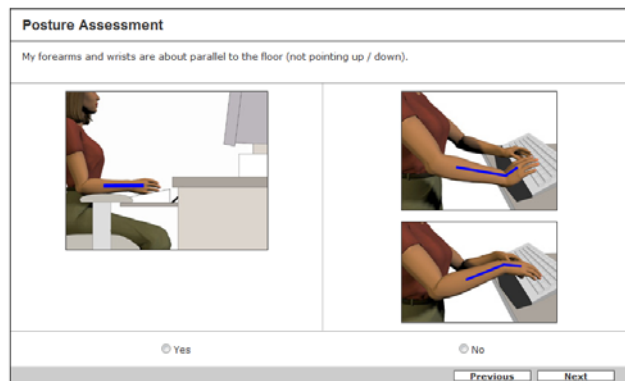 Posture Assessment
My forearms and wrists are about parallel to the floor (not pointing up / down).
Yes
No
Previous
Next